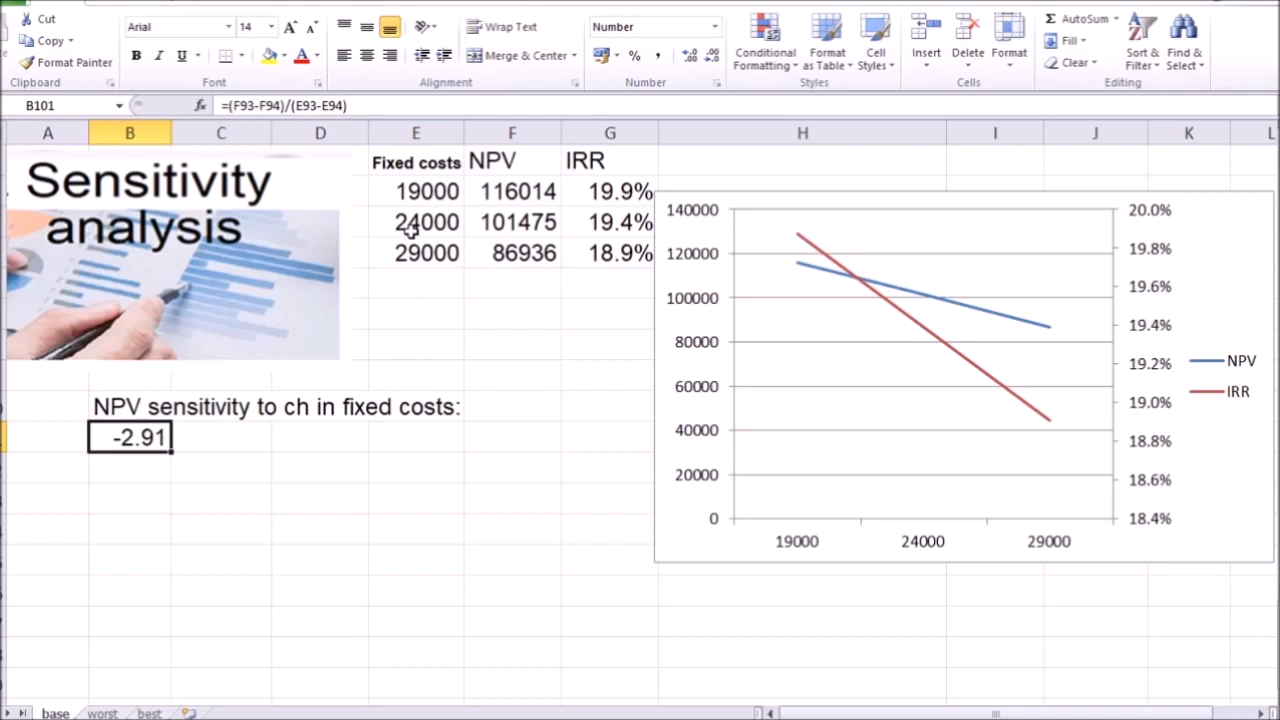 Cut
Copy
Format Painter
Clipboard
Arial
14
A A
B I U
A
Font
Wrap Text
Merge & Center
Alignment
Number
% ,
Number
Conditional Formatting
Format as Table
Cell Styles
Styles
Insert
Delete
Format
Cells
Σ AutoSum
Fill
Clear
Sort & Filter
Find & Select
Editing
B101
fx
=(F93-F94)/(E93-E94)
A B C D E F G H I J K L
Sensitivity
analysis
Fixed costs NPV IRR
19000 116014 19.9%
24000 101475 19.4%
29000 86936 18.9%
NPV sensitivity to ch in fixed costs:
-2.91
140000
120000
100000
80000
60000
40000
20000
0
20.0%
19.8%
19.6%
19.4%
19.2%
19.0%
18.8%
18.6%
18.4%
19000 24000 29000
NPV
IRR
base worst best